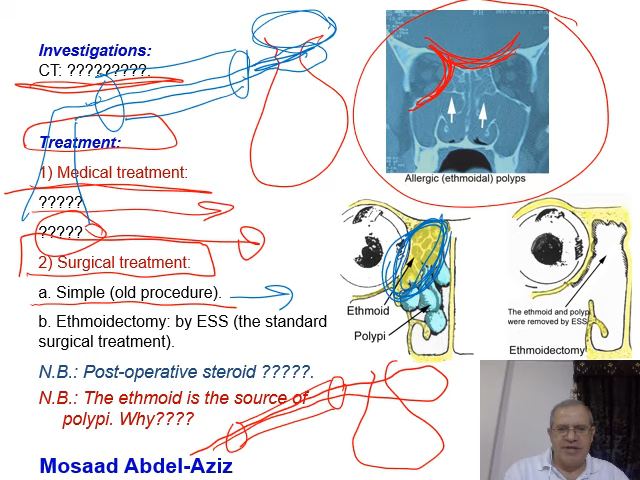 Investigations:
CT: ?????????.
Treatment:
1) Medical treatment:
?????
?????
2) Surgical treatment:
a. Simple (old procedure).
b. Ethmoidectomy: by ESS (the standard
surgical treatment).
N.B.: Post-operative steroid ?????.
N.B.: The ethmoid is the source of
polypi. Why????
Mosaad Abdel-Aziz
Allergic (ethmoidal) polyps
Ethmoid
Polypi
The ethmoid and polypi
were removed by ESS
Ethmoidectomy